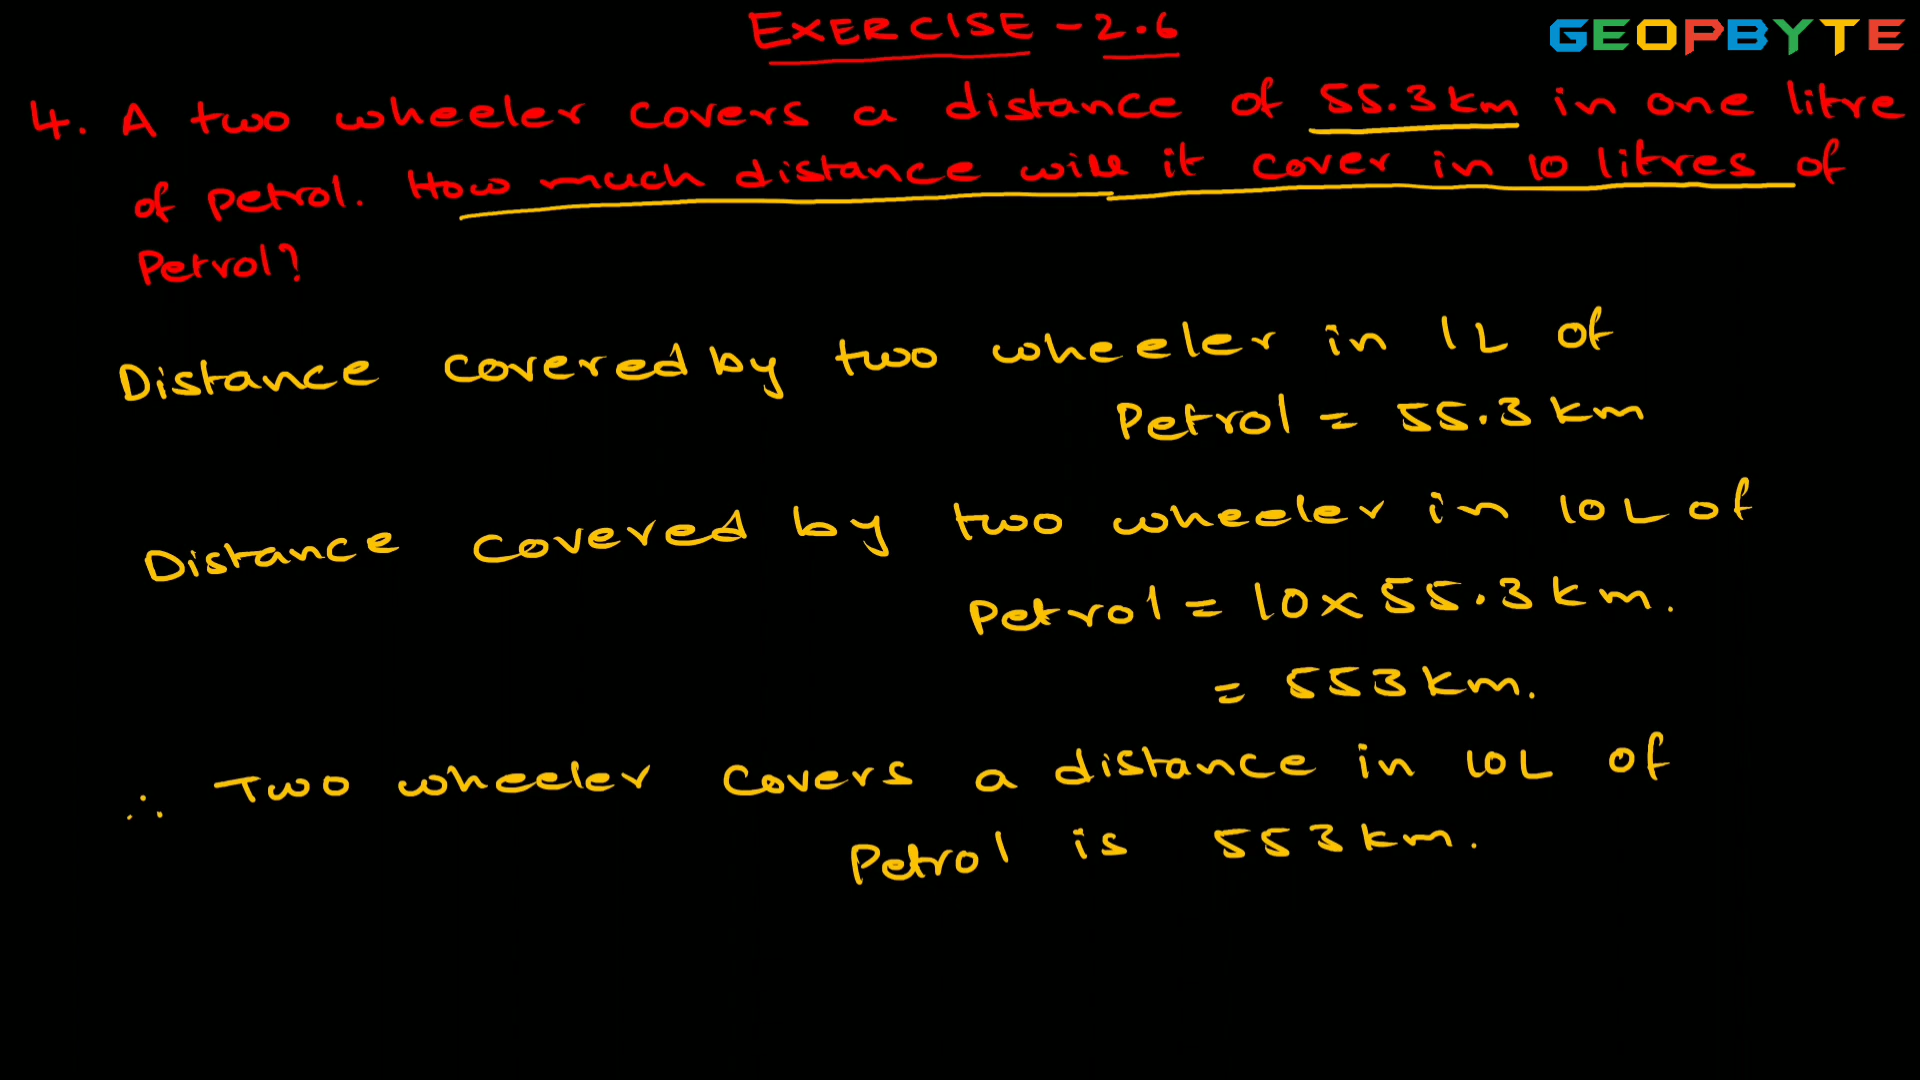 EXERCISE - 2.6
GEOPBYTE
4. A two wheeler covers a distance of 55.3 km in one litre
of petrol. How much distance will it cover in 10 litres of
Petrol?
Distance covered by two wheeler in 1L of
Petrol = 55.3 km
Distance covered by two wheeler in 10L of
Petrol = 10 x 55.3 km.
= 553 km.
∴ Two wheeler covers a distance in 10L of
Petrol is 553 km.